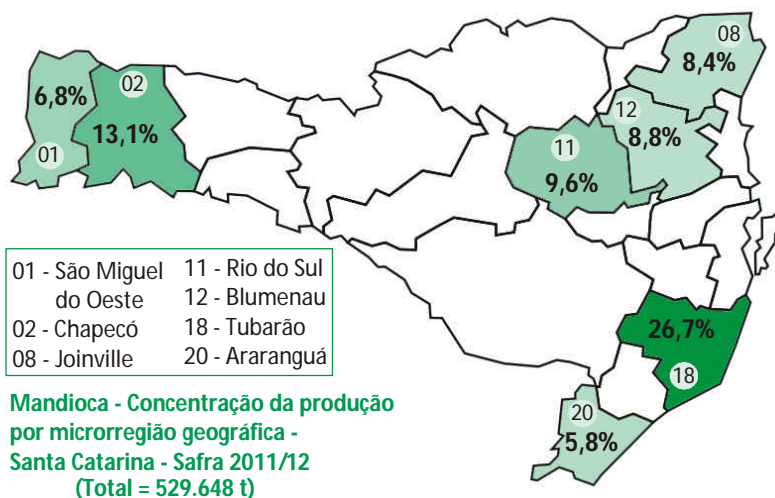 08
8,4%
02
6,8%
13,1%
01
12
8,8%
11
9,6%
26,7%
18
20
5,8%
01 - São Miguel
do Oeste
02 - Chapecó
08 - Joinville
11 - Rio do Sul
12 - Blumenau
18 - Tubarão
20 - Araranguá
Mandioca - Concentração da produção
por microrregião geográfica -
Santa Catarina - Safra 2011/12
(Total = 529.648 t)